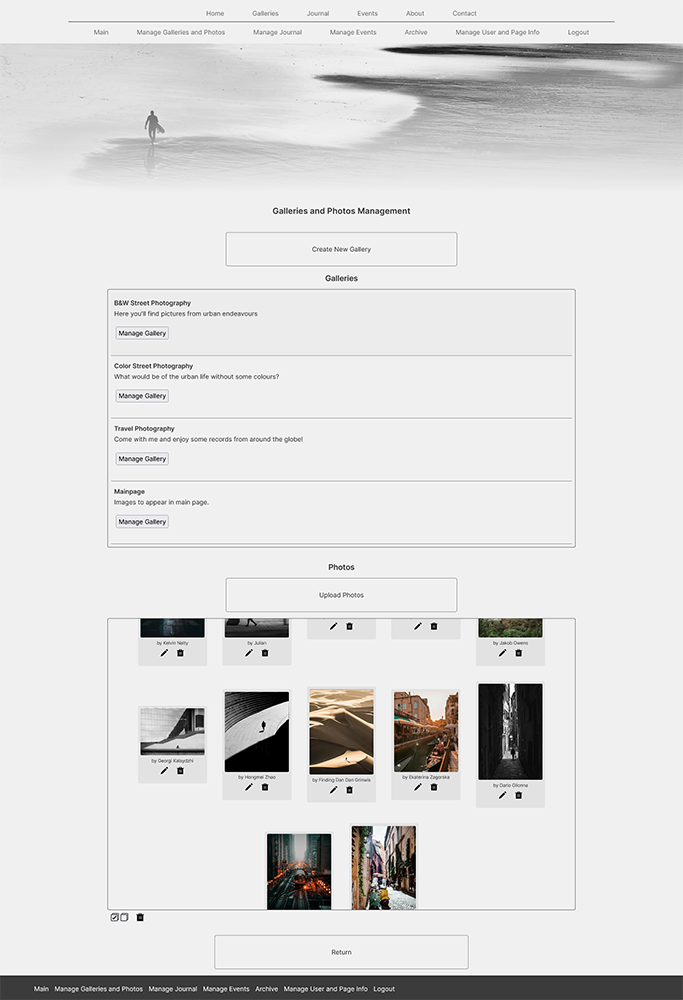 Home Galleries Journal Events About Contact
Main Manage Galleries and Photos Manage Journal Manage Events Archive Manage User and Page Info Logout
Galleries and Photos Management
Create New Gallery
Galleries
B&W Street Photography
Here you'll find pictures from urban endeavours
Manage Gallery
Color Street Photography
What would be of the urban life without some colours?
Manage Gallery
Travel Photography
Come with me and enjoy some records from around the globe!
Manage Gallery
Mainpage
Images to appear in main page.
Manage Gallery
Photos
Upload Photos
by Kelvin Nally by Julian by Jakob Owens
by Georgi Kalaydzhi by Hongmei Zhao by Finding Dan Dan Grinwis by Ekaterina Zagorska by Dario Glionna
Return
Main Manage Galleries and Photos Manage Journal Manage Events Archive Manage User and Page Info Logout